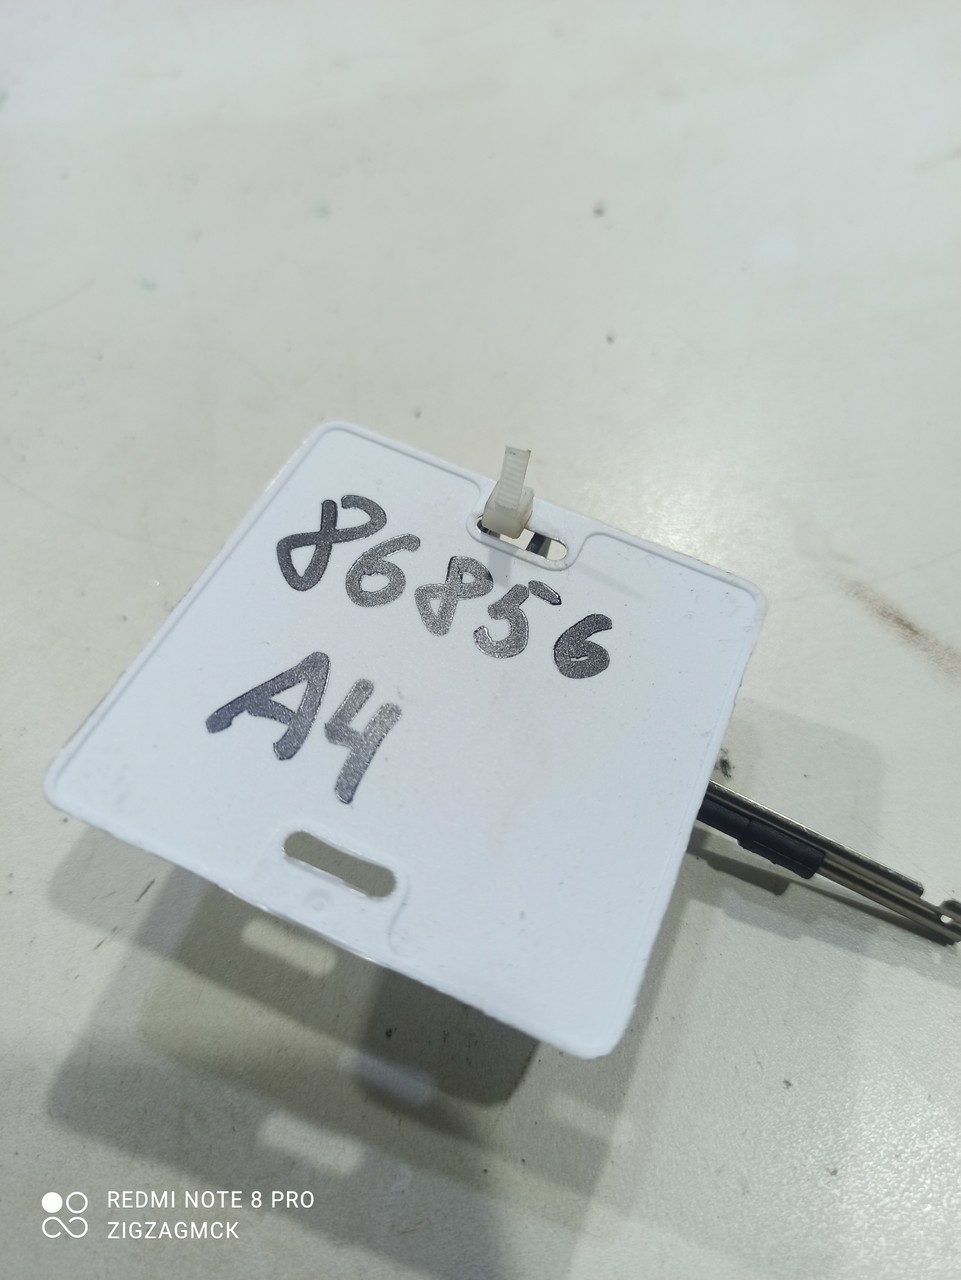 86856
A4
REDMI NOTE 8 PRO
ZIGZAGMCK